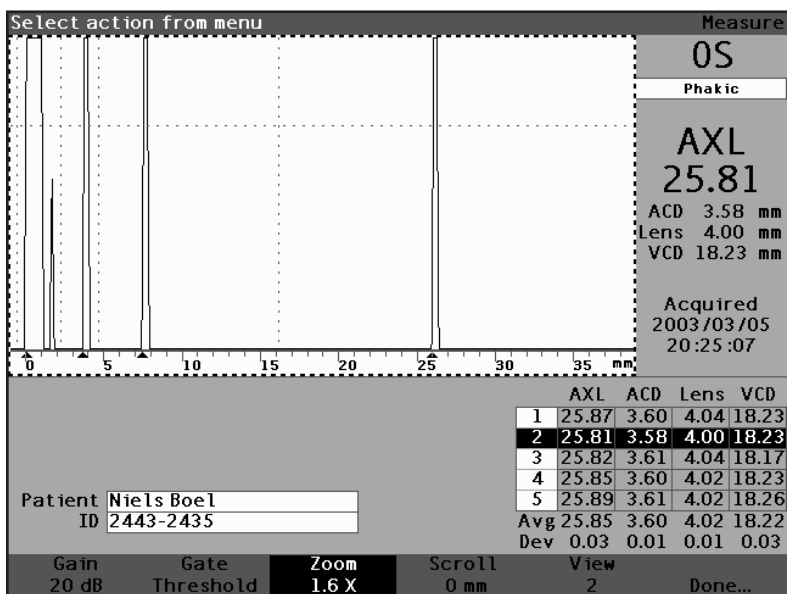 Select action from menu Measure
OS
Phakic
AXL
25.81
ACD 3.58 mm
Lens 4.00 mm
VCD 18.23 mm
Acquired
2003/03/05
20:25:07
0 5 10 15 20 25 30 35 mm
AXL ACD Lens VCD
1 25.87 3.60 4.04 18.23
2 25.81 3.58 4.00 18.23
3 25.82 3.61 4.04 18.17
4 25.85 3.60 4.02 18.23
5 25.89 3.61 4.02 18.26
Avg 25.85 3.60 4.02 18.22
Dev 0.03 0.01 0.01 0.03
Patient Niels Boel
ID 2443-2435
Gain Gate Zoom Scroll View
20 dB Threshold 1.6 X 0 mm 2 Done...